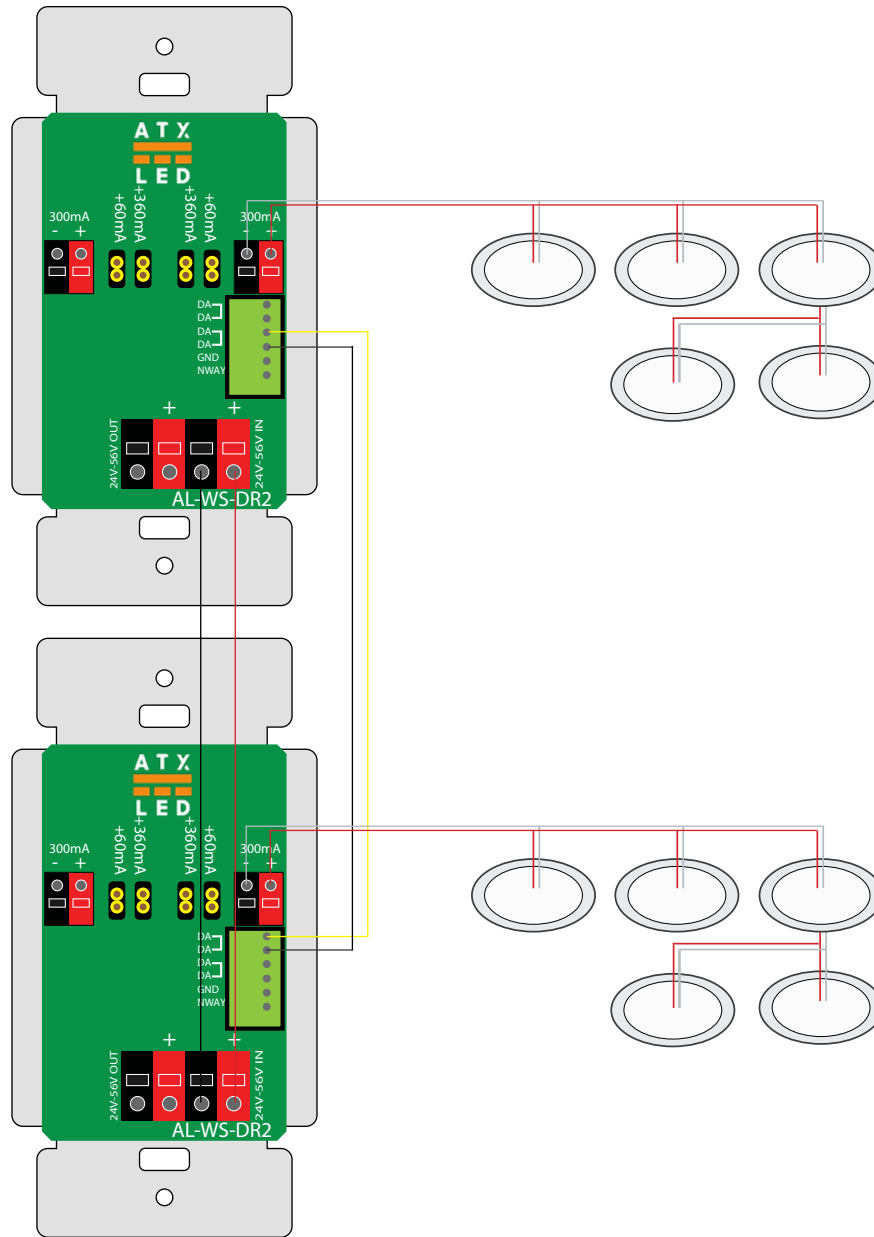 ATX
LED
+60mA
+360mA
+360mA
+60mA
300mA
- +
300mA
- +
DA
DA
DA
DA
GND
NWAY
+ +
24V-56V OUT
24V-56V IN
AL-WS-DR2
ATX
LED
+60mA
+360mA
+360mA
+60mA
300mA
- +
300mA
- +
DA
DA
DA
DA
GND
NWAY
+ +
24V-56V OUT
24V-56V IN
AL-WS-DR2